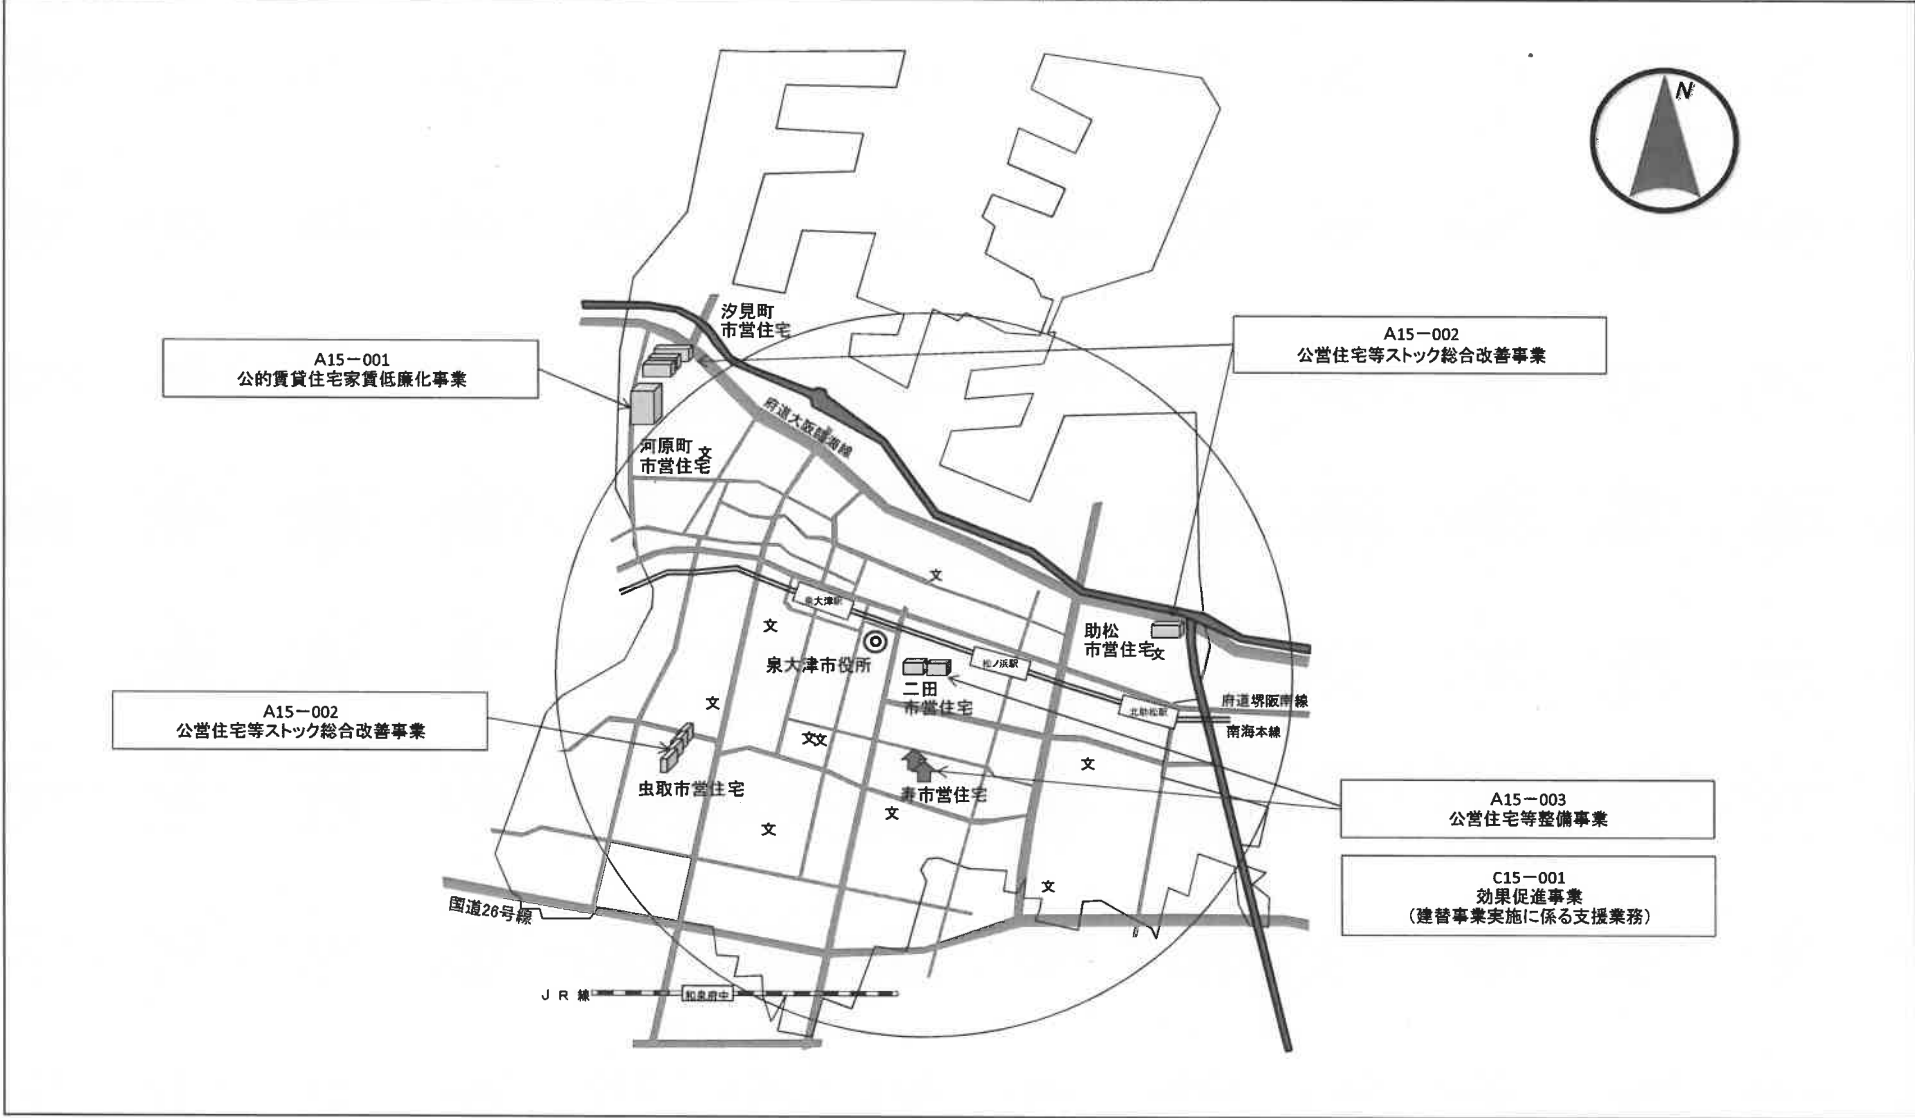 N
汐見町
市営住宅
A15－001
公的賃貸住宅家賃低廉化事業
A15－002
公営住宅等ストック総合改善事業
府道大阪臨海線
河原町
市営住宅
文
文
泉大津駅
文
泉大津市役所
助松
市営住宅
文
松ノ浜駅
二田
市営住宅
北助松駅
府道堺阪南線
南海本線
A15－002
公営住宅等ストック総合改善事業
文
文文
文
虫取市営住宅
寿市営住宅
文
文
A15－003
公営住宅等整備事業
C15－001
効果促進事業
（建替事業実施に係る支援業務）
文
国道26号線
ＪＲ線
和泉府中